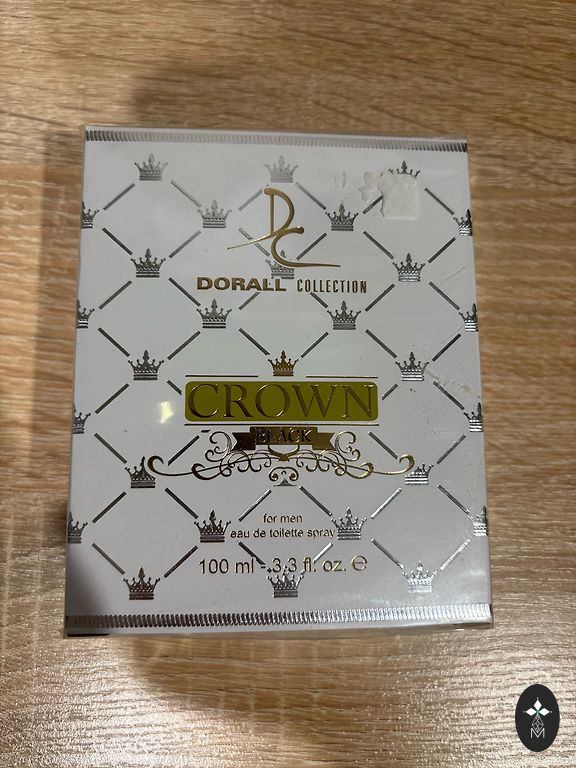 DC
DORALL COLLECTION
CROWN
BLACK
for men
eau de toilette spray
100 ml - 3.3 fl. oz. ℮
M